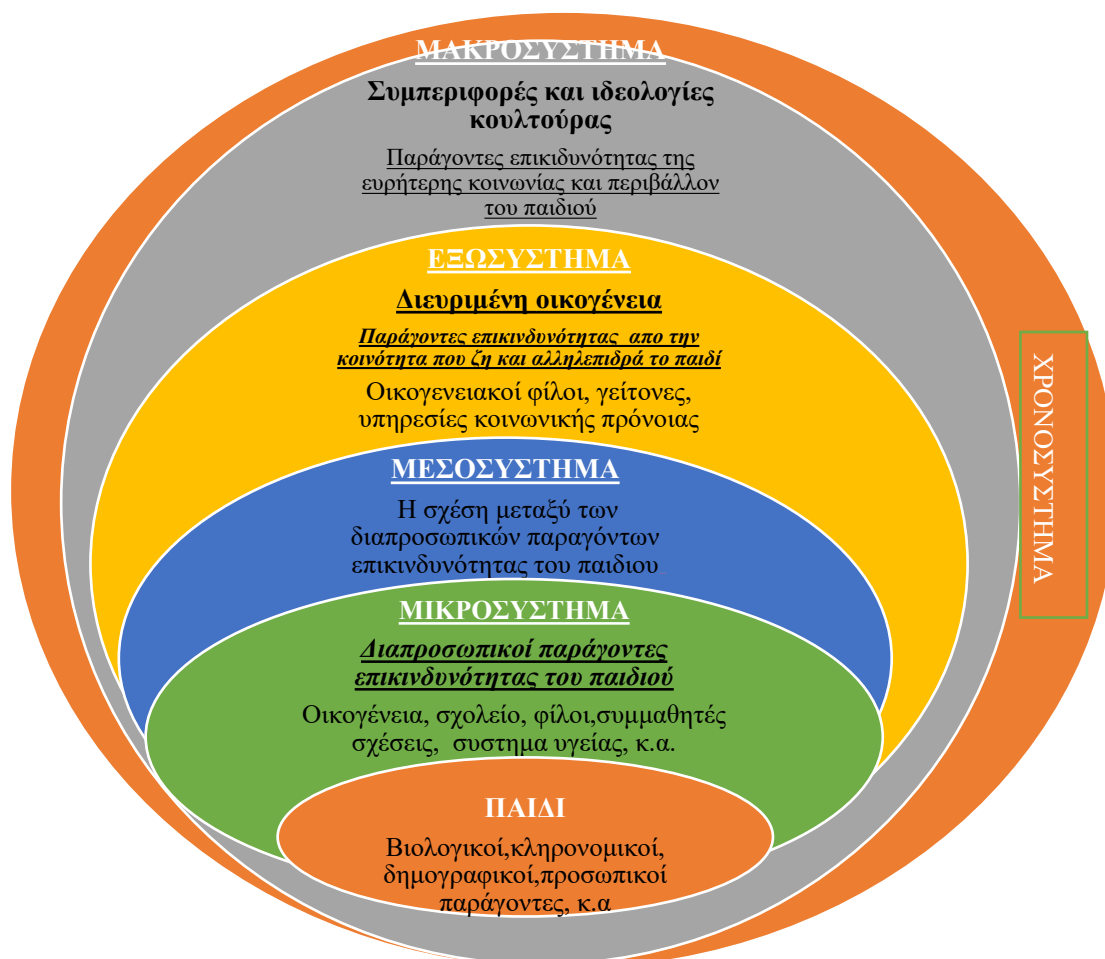 ΜΑΚΡΟΣΥΣΤΗΜΑ
Συμπεριφορές και ιδεολογίες
κουλτούρας
Παράγοντες επικιδυνότητας της
ευρήτερης κοινωνίας και περιβάλλον
του παιδιού
ΕΞΩΣΥΣΤΗΜΑ
Διευριμένη οικογένεια
Παράγοντες επικινδυνότητας απο την
κοινότητα που ζη και αλληλεπιδρά το παιδί
Οικογενειακοί φίλοι, γείτονες,
υπηρεσίες κοινωνικής πρόνοιας
ΜΕΣΟΣΥΣΤΗΜΑ
Η σχέση μεταξύ των
διαπροσωπικών παραγόντων
επικινδυνότητας του παιδιου
ΜΙΚΡΟΣΥΣΤΗΜΑ
Διαπροσωπικοί παράγοντες
επικινδυνότητας του παιδιού
Οικογένεια, σχολείο, φίλοι,συμμαθητές
σχέσεις, συστημα υγείας, κ.α.
ΠΑΙΔΙ
Βιολογικοί,κληρονομικοί,
δημογραφικοί,προσωπικοί
παράγοντες, κ.α
ΧΡΟΝΟΣΥΣΤΗΜΑ